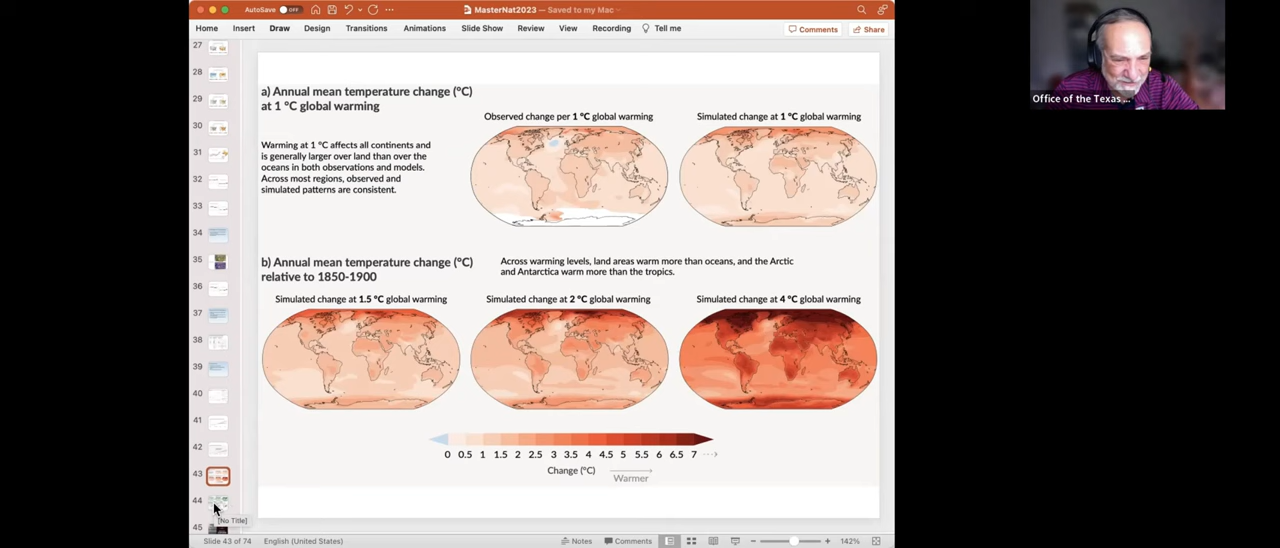 AutoSave OFF
MasterNat2023 — Saved to my Mac
Home Insert Draw Design Transitions Animations Slide Show Review View Recording Tell me Comments Share
27
28
29
30
31
32
33
34
35
36
37
38
39
40
41
42
43
44
45
[No Title]
a) Annual mean temperature change (°C)
at 1 °C global warming
Warming at 1 °C affects all continents and
is generally larger over land than over the
oceans in both observations and models.
Across most regions, observed and
simulated patterns are consistent.
Observed change per 1 °C global warming
Simulated change at 1 °C global warming
b) Annual mean temperature change (°C)
relative to 1850-1900
Across warming levels, land areas warm more than oceans, and the Arctic
and Antarctica warm more than the tropics.
Simulated change at 1.5 °C global warming
Simulated change at 2 °C global warming
Simulated change at 4 °C global warming
0 0.5 1 1.5 2 2.5 3 3.5 4 4.5 5 5.5 6 6.5 7
Change (°C)
Warmer
Slide 43 of 74 English (United States) Notes Comments 142%
Office of the Texas ...